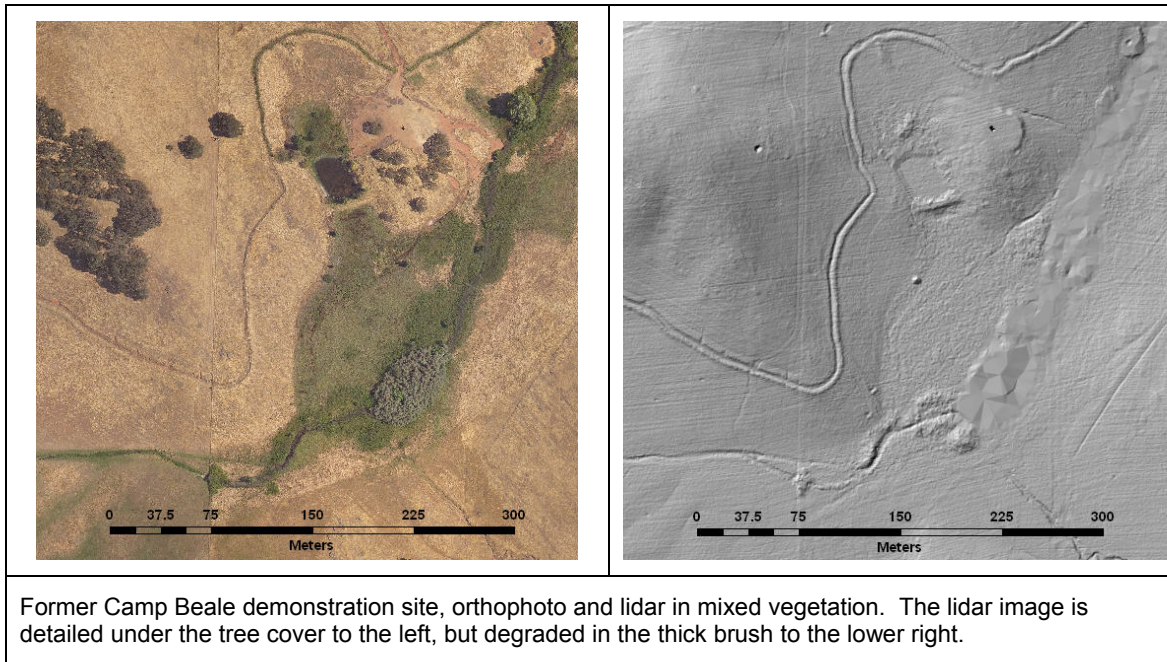 0 37.5 75 150 225 300
Meters
0 37.5 75 150 225 300
Meters
Former Camp Beale demonstration site, orthophoto and lidar in mixed vegetation.  The lidar image is
detailed under the tree cover to the left, but degraded in the thick brush to the lower right.